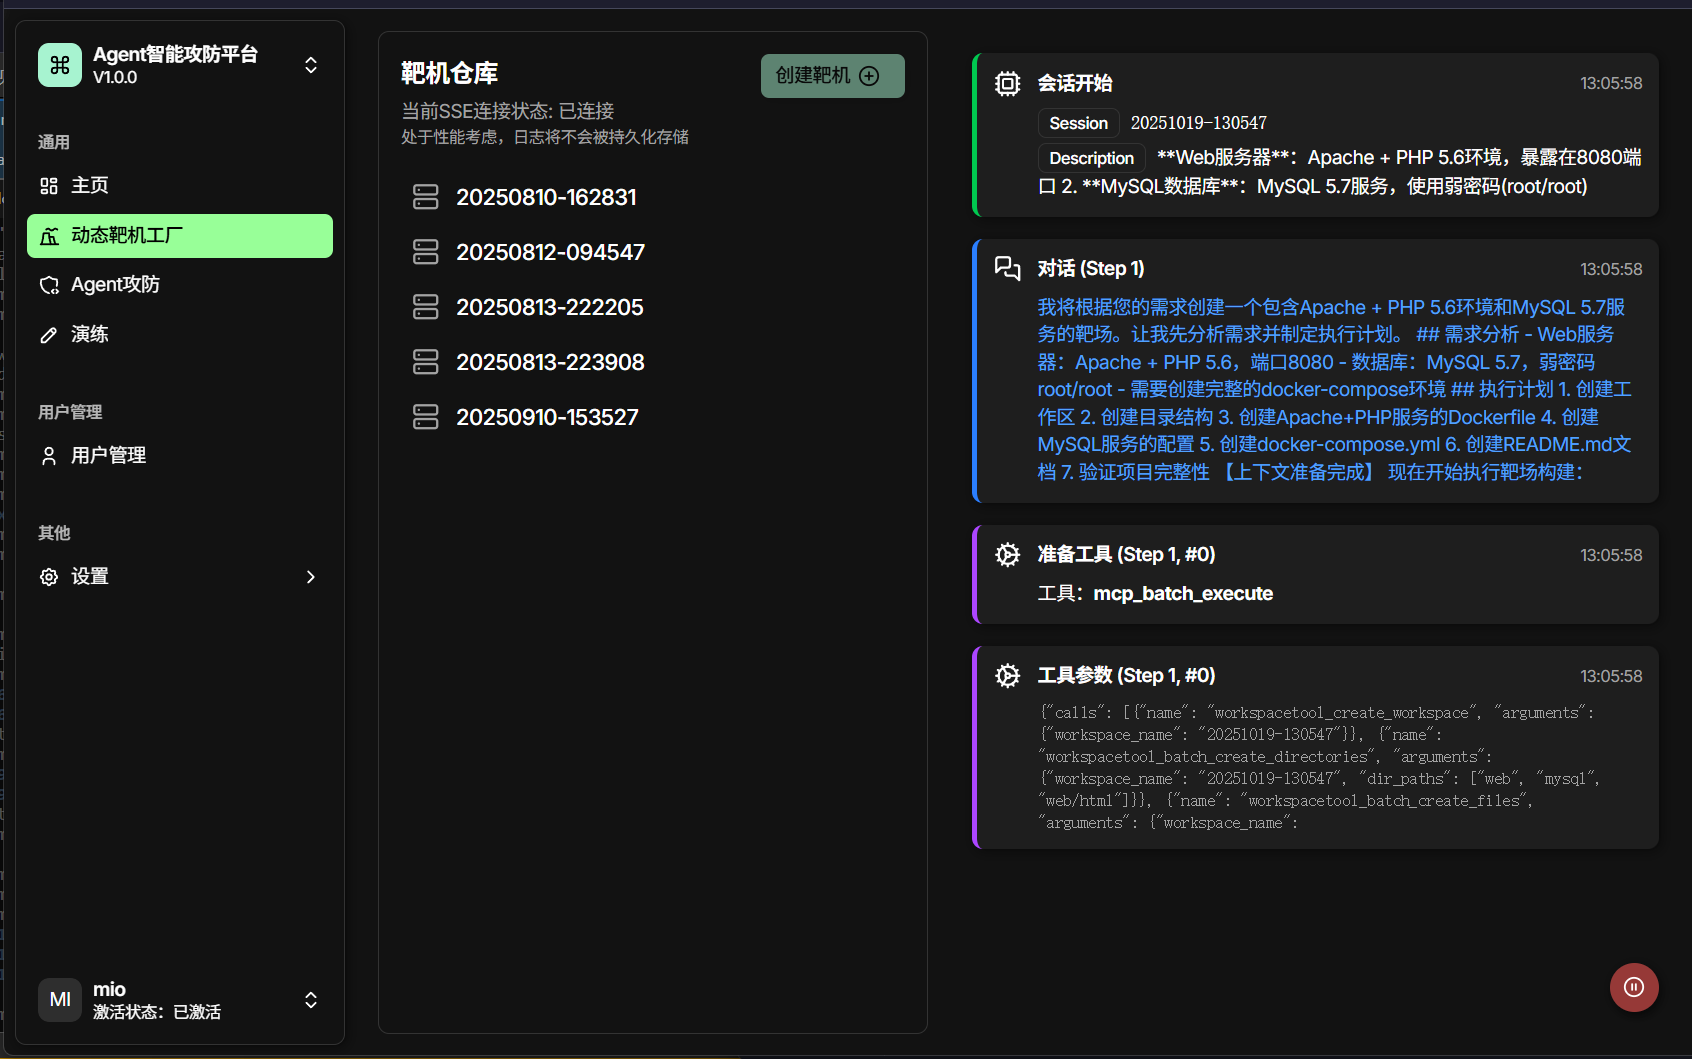 Agent智能攻防平台
V1.0.0
通用
主页
动态靶机工厂
Agent攻防
演练
用户管理
用户管理
其他
设置
MI
mio
激活状态：已激活
靶机仓库
创建靶机
当前SSE连接状态: 已连接
处于性能考虑，日志将不会被持久化存储
20250810-162831
20250812-094547
20250813-222205
20250813-223908
20250910-153527
会话开始
13:05:58
Session 20251019-130547
Description **Web服务器**：Apache + PHP 5.6环境，暴露在8080端
口 2. **MySQL数据库**：MySQL 5.7服务，使用弱密码(root/root)
对话 (Step 1)
13:05:58
我将根据您的需求创建一个包含Apache + PHP 5.6环境和MySQL 5.7服
务的靶场。让我先分析需求并制定执行计划。 ## 需求分析 - Web服务
器：Apache + PHP 5.6，端口8080 - 数据库：MySQL 5.7，弱密码
root/root - 需要创建完整的docker-compose环境 ## 执行计划 1. 创建工
作区 2. 创建目录结构 3. 创建Apache+PHP服务的Dockerfile 4. 创建
MySQL服务的配置 5. 创建docker-compose.yml 6. 创建README.md文
档 7. 验证项目完整性 【上下文准备完成】 现在开始执行靶场构建：
准备工具 (Step 1, #0)
13:05:58
工具：mcp_batch_execute
工具参数 (Step 1, #0)
13:05:58
{"calls": [{"name": "workspacetool_create_workspace", "arguments":
{"workspace_name": "20251019-130547"}}, {"name":
"workspacetool_batch_create_directories", "arguments":
{"workspace_name": "20251019-130547", "dir_paths": ["web", "mysql",
"web/html"]}}, {"name": "workspacetool_batch_create_files",
"arguments": {"workspace_name":